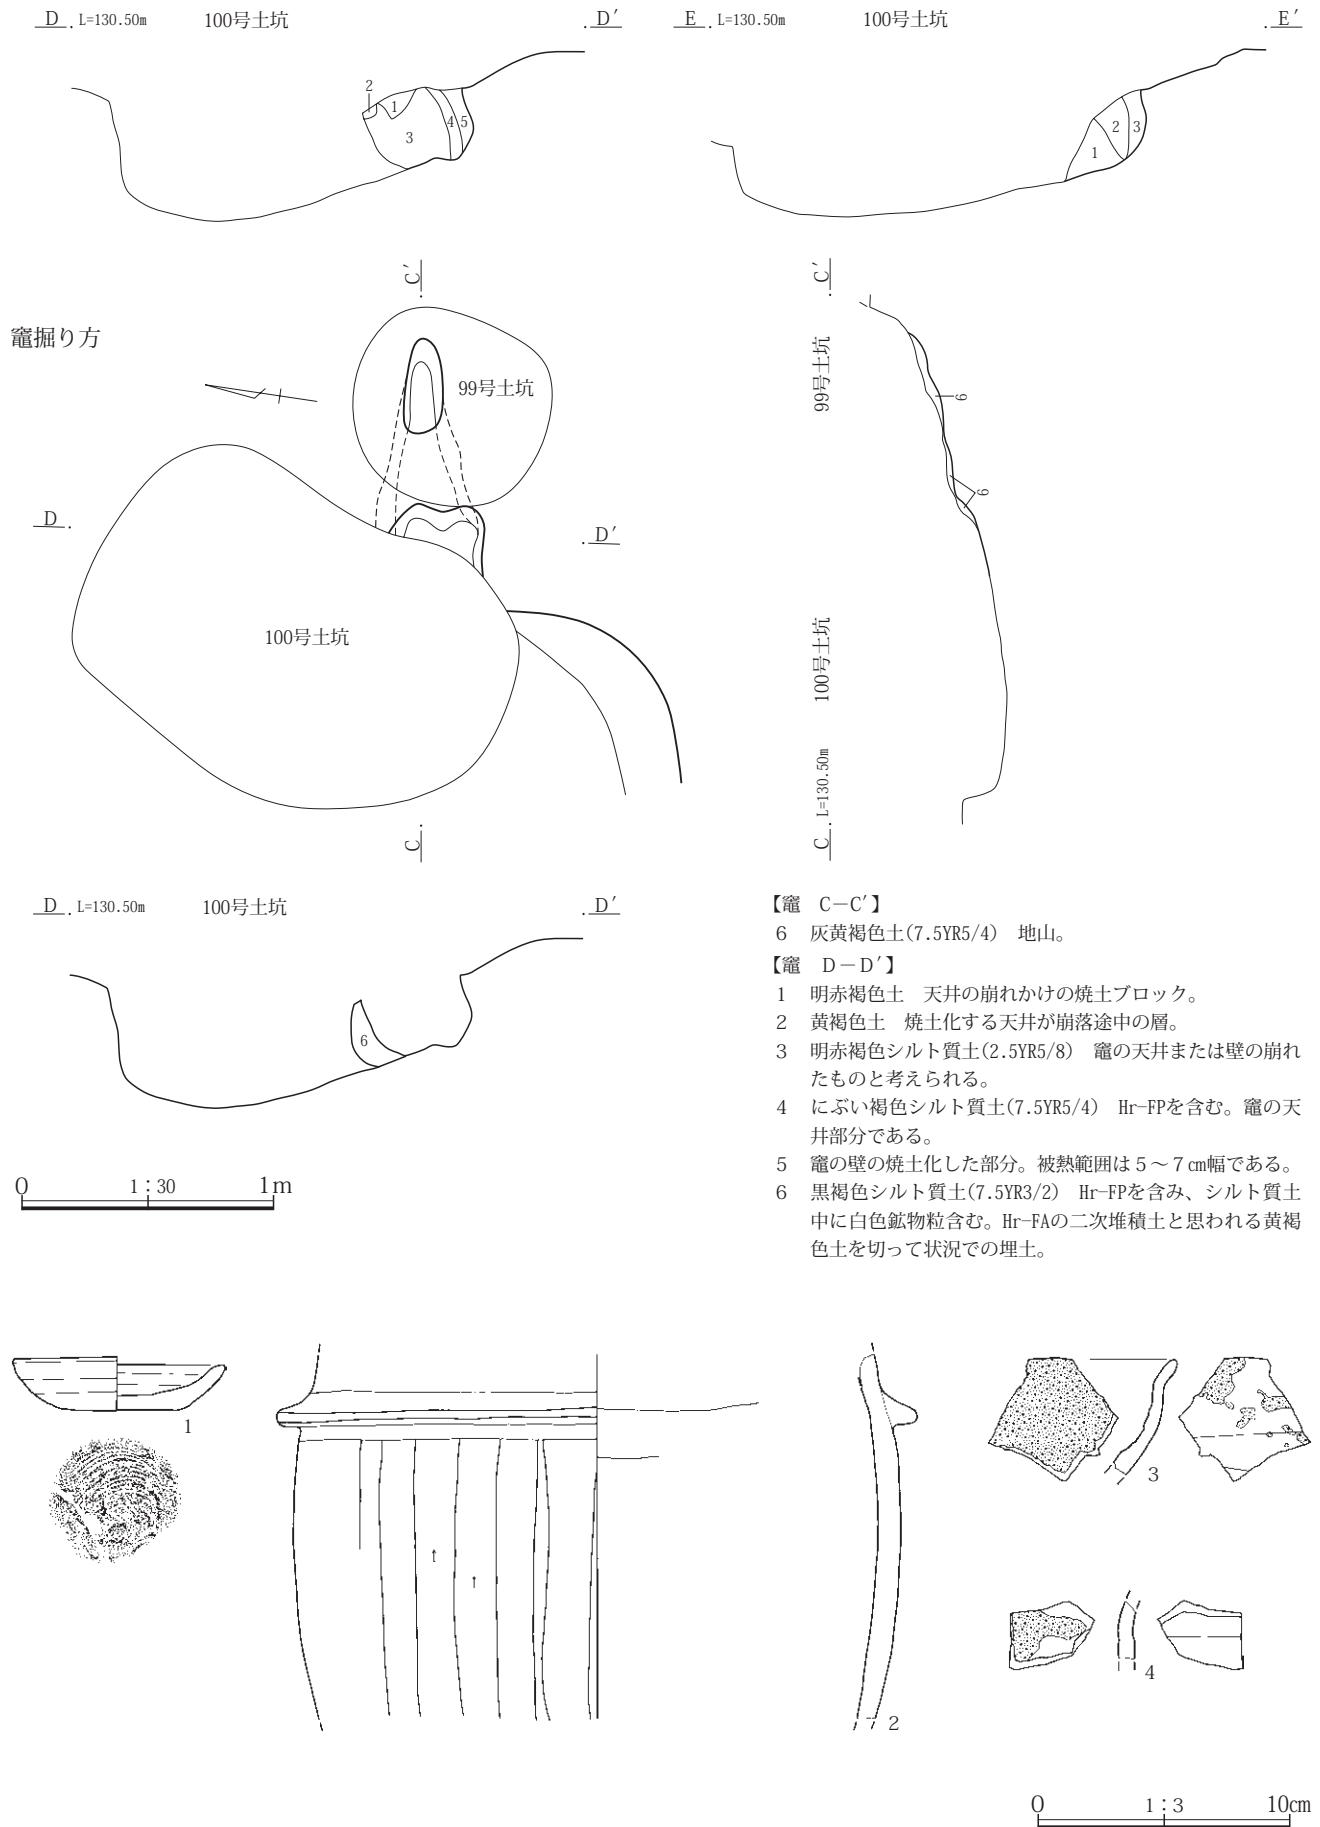 D L=130.50m 100号土坑 D′
2
1
4 5
3
E L=130.50m 100号土坑 E′
2 3
1
竈掘り方
C′
99号土坑
D D′
100号土坑
C
C′
99号土坑
6
6
100号土坑
C L=130.50m
D L=130.50m 100号土坑 D′
6
0 1:30 1m
【竈 C−C′】
6 灰黄褐色土(7.5YR5/4) 地山。
【竈 D−D′】
1 明赤褐色土 天井の崩れかけの焼土ブロック。
2 黄褐色土 焼土化する天井が崩落途中の層。
3 明赤褐色シルト質土(2.5YR5/8) 竈の天井または壁の崩れ
たものと考えられる。
4 にぶい褐色シルト質土(7.5YR5/4) Hr−FPを含む。竈の天
井部分である。
5 竈の壁の焼土化した部分。被熱範囲は5〜7㎝幅である。
6 黒褐色シルト質土(7.5YR3/2) Hr−FPを含み、シルト質土
中に白色鉱物粒含む。Hr−FAの二次堆積土と思われる黄褐
色土を切って状況での埋土。
1
2
3
4
0 1:3 10㎝